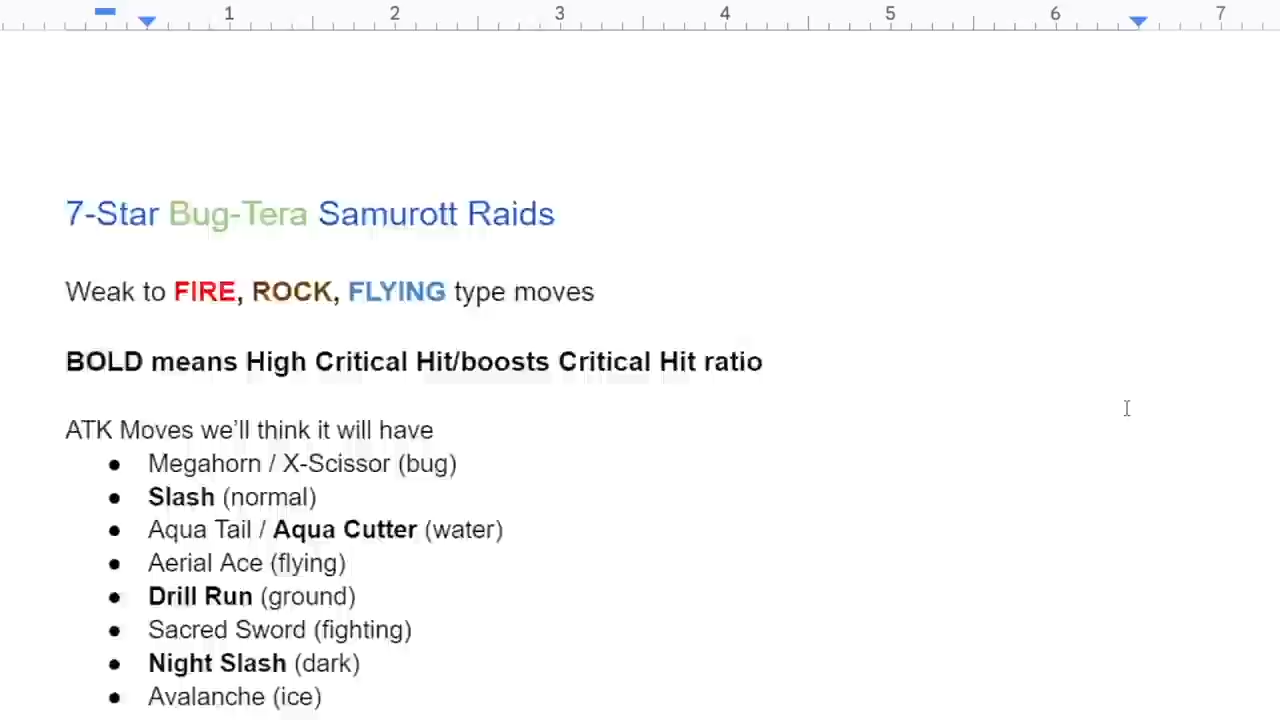 1 2 3 4 5 6 7
7-Star Bug-Tera Samurott Raids
Weak to FIRE, ROCK, FLYING type moves
BOLD means High Critical Hit/boosts Critical Hit ratio
ATK Moves we'll think it will have
● Megahorn / X-Scissor (bug)
● Slash (normal)
● Aqua Tail / Aqua Cutter (water)
● Aerial Ace (flying)
● Drill Run (ground)
● Sacred Sword (fighting)
● Night Slash (dark)
● Avalanche (ice)